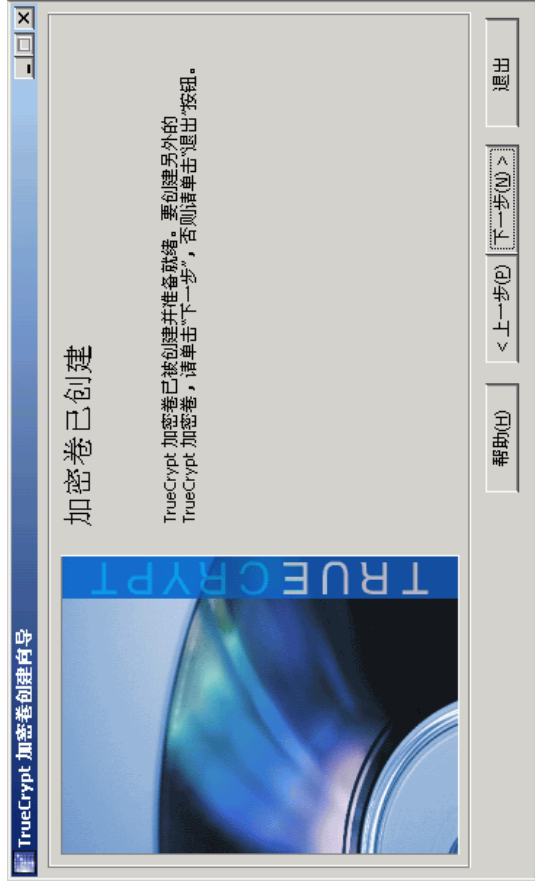 TrueCrypt 加密卷创建向导
TRUECRYPT
加密卷已创建
TrueCrypt 加密卷已被创建并准备就绪。要创建另外的
TrueCrypt 加密卷，请单击“下一步”，否则请单击“退出”按钮。
帮助(H)
< 上一步(P)
下一步(N) >
退出